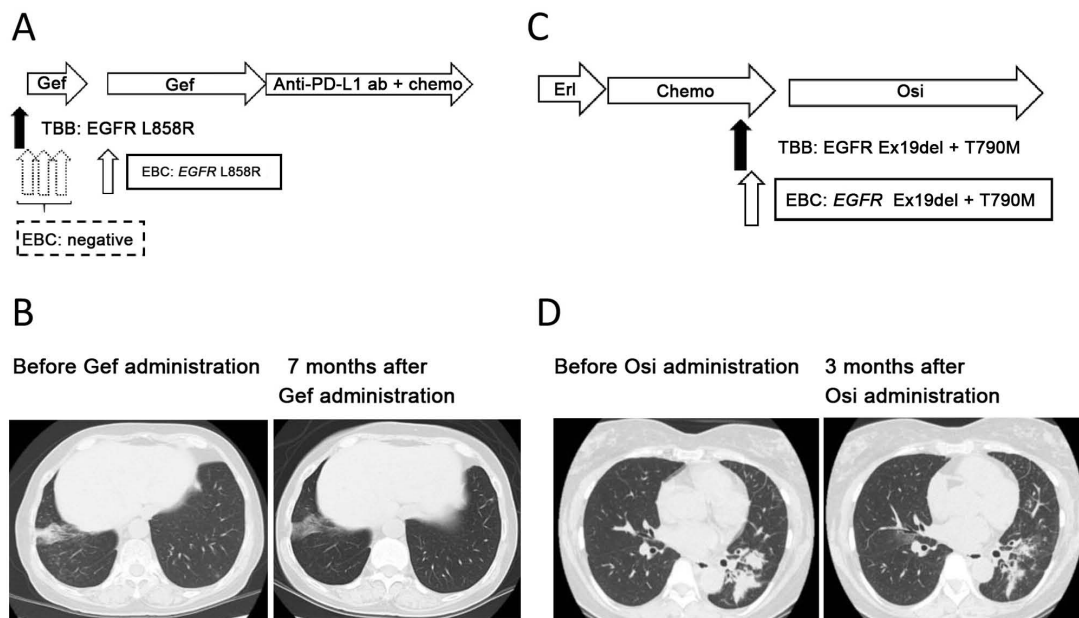 A
Gef
Gef
Anti-PD-L1 ab + chemo
TBB: EGFR L858R
EBC: EGFR L858R
EBC: negative
B
Before Gef administration
7 months after
Gef administration
C
Erl
Chemo
Osi
TBB: EGFR Ex19del + T790M
EBC: EGFR Ex19del + T790M
D
Before Osi administration
3 months after
Osi administration